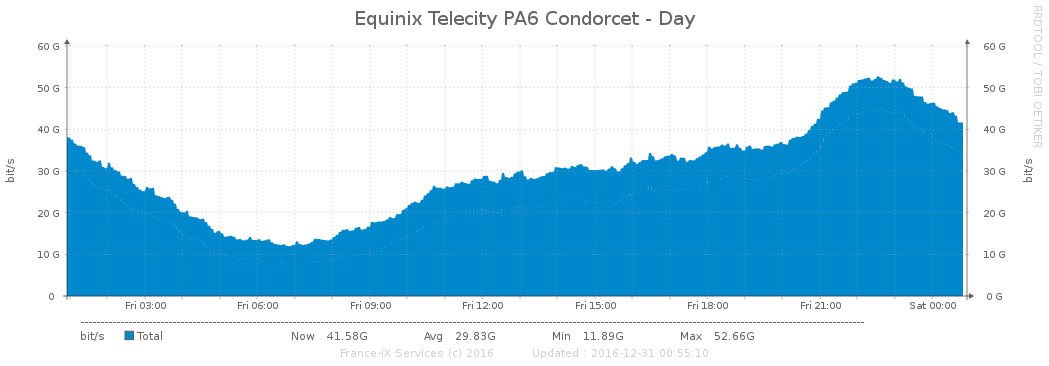 Equinix Telecity PA6 Condorcet - Day
RRDTOOL / TOBI OETIKER
bit/s
60 G 60 G
50 G 50 G
40 G 40 G
30 G 30 G
20 G 20 G
10 G 10 G
0 0 G
bit/s
Fri 03:00 Fri 06:00 Fri 09:00 Fri 12:00 Fri 15:00 Fri 18:00 Fri 21:00 Sat 00:00
bit/s Total Now 41.58G Avg 29.83G Min 11.89G Max 52.66G
France-IX Services (c) 2016 Updated : 2016-12-31 00:55:10